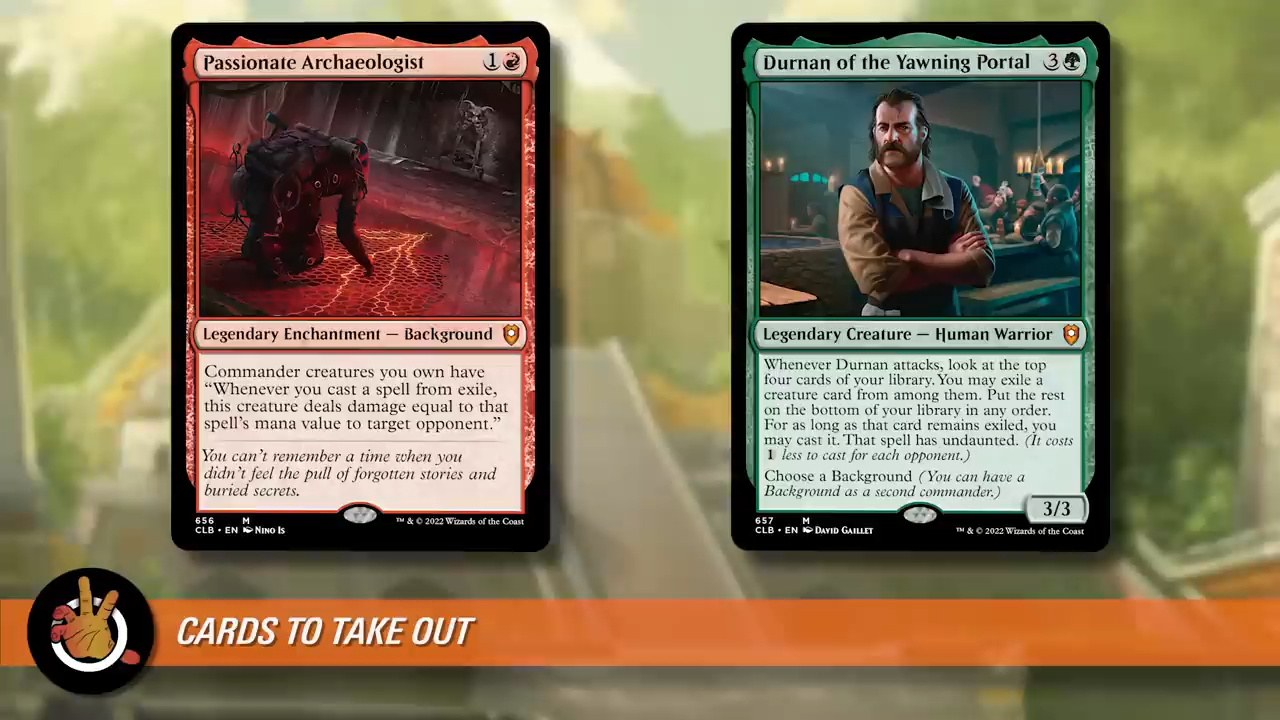 Passionate Archaeologist 1
Legendary Enchantment — Background
Commander creatures you own have
“Whenever you cast a spell from exile,
this creature deals damage equal to that
spell’s mana value to target opponent.”
You can’t remember a time when you
didn’t feel the pull of forgotten stories and
buried secrets.
656 M
CLB • EN Nino Is
™ & © 2022 Wizards of the Coast
Durnan of the Yawning Portal 3
Legendary Creature — Human Warrior
Whenever Durnan attacks, look at the top
four cards of your library. You may exile a
creature card from among them. Put the rest
on the bottom of your library in any order.
For as long as that card remains exiled, you
may cast it. That spell has undaunted. (It costs
1 less to cast for each opponent.)
Choose a Background (You can have a
Background as a second commander.)
3/3
657 M
CLB • EN David Gaillet
™ & © 2022 Wizards of the Coast
CARDS TO TAKE OUT